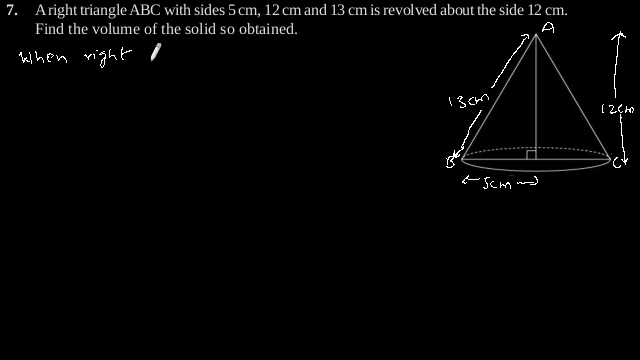 7. A right triangle ABC with sides 5 cm, 12 cm and 13 cm is revolved about the side 12 cm.
Find the volume of the solid so obtained.
When right
A
13cm
12cm
B
C
5cm